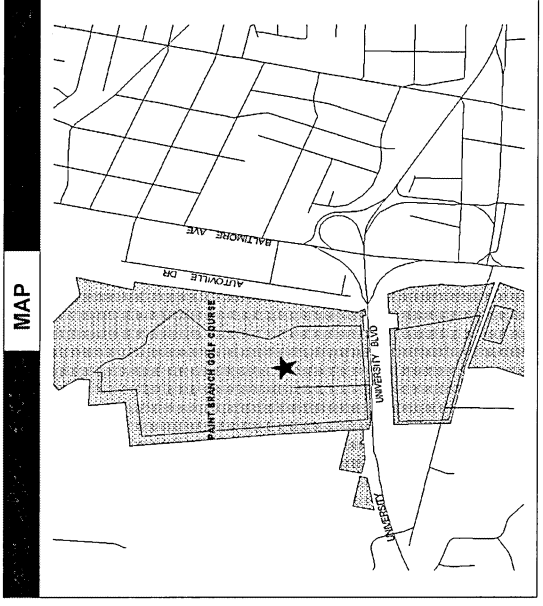 MAP
BALTIMORE AVE
AUTOVILLE DR
PAINT BRANCH GOLF COURSE
UNIVERSITY BLVD
UNIVERSITY